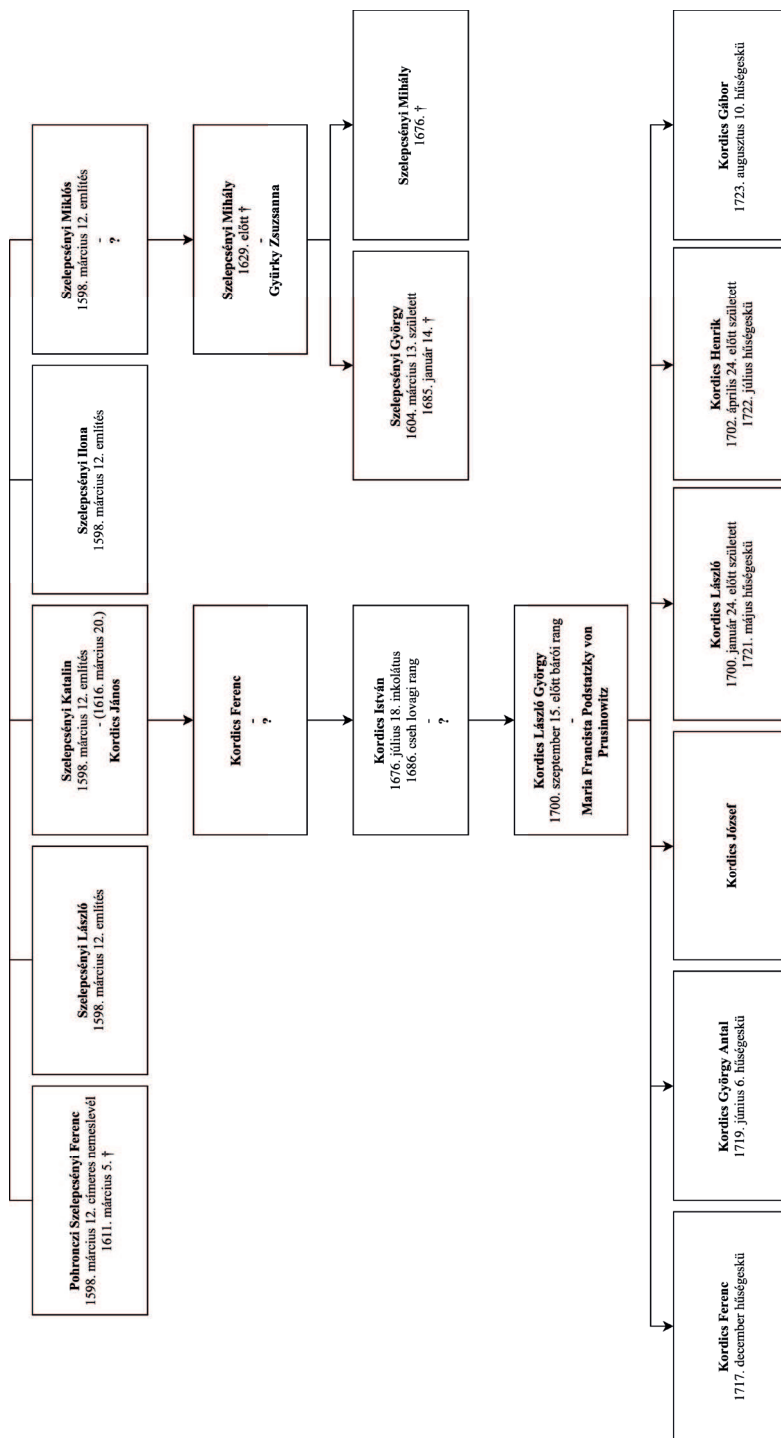 Pohronczi Szelepcsényi Ferenc
1598. március 12. címeres nemeslevél
1611. március 5. †
Szelepcsényi László
1598. március 12. említés
Szelepcsényi Katalin
1598. március 12. említés
- (1616. március 20.)
Kordics János
Szelepcsényi Ilona
1598. március 12. említés
Szelepcsényi Miklós
1598. március 12. említés
-
?
Kordics Ferenc
-
?
Szelepcsényi Mihály
1629. előtt †
-
Gyürky Zsuzsanna
Kordics István
1676. július 18. inkolátus
1686. cseh lovagi rang
-
?
Szelepcsényi György
1604. március 13. született
1685. január 14. †
Szelepcsényi Mihály
1676. †
Kordics László György
1700. szeptember 15. előtt bárói rang
-
Maria Francista Podstatzky von
Prusinowitz
Kordics Ferenc
1717. december hűségeskü
Kordics György Antal
1719. június 6. hűségeskü
Kordics József
Kordics László
1700. január 24. előtt született
1721. május hűségeskü
Kordics Henrik
1702. április 24. előtt született
1722. július hűségeskü
Kordics Gábor
1723. augusztus 10. hűségeskü